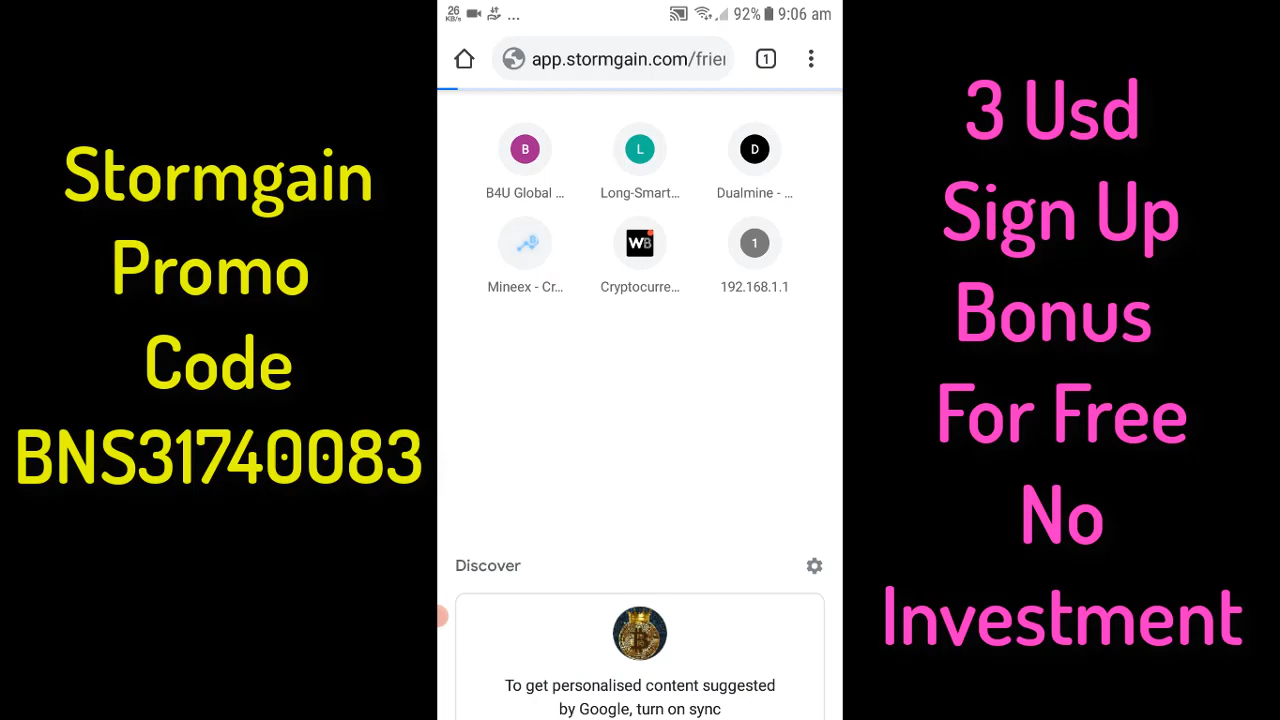 Stormgain
Promo
Code
BNS31740083
26
KB/s
...
92%
9:06 am
app.stormgain.com/frier
1
B
L
D
B4U Global ...
Long-Smart...
Dualmine - ...
WB
1
Mineex - Cr...
Cryptocurre...
192.168.1.1
Discover
To get personalised content suggested
by Google, turn on sync
3 Usd
Sign Up
Bonus
For Free
No
Investment